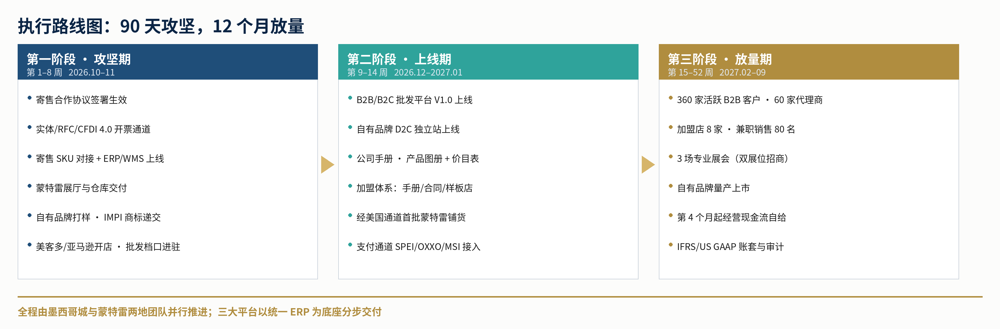 执行路线图：90 天攻坚，12 个月放量
第一阶段 · 攻坚期
第 1–8 周 2026.10–11
• 寄售合作协议签署生效
• 实体/RFC/CFDI 4.0 开票通道
• 寄售 SKU 对接 + ERP/WMS 上线
• 蒙特雷展厅与仓库交付
• 自有品牌打样 · IMPI 商标递交
• 美客多/亚马逊开店 · 批发档口进驻
第二阶段 · 上线期
第 9–14 周 2026.12–2027.01
• B2B/B2C 批发平台 V1.0 上线
• 自有品牌 D2C 独立站上线
• 公司手册 · 产品图册 + 价目表
• 加盟体系：手册/合同/样板店
• 经美国通道首批蒙特雷铺货
• 支付通道 SPEI/OXXO/MSI 接入
第三阶段 · 放量期
第 15–52 周 2027.02–09
• 360 家活跃 B2B 客户 · 60 家代理商
• 加盟店 8 家 · 兼职销售 80 名
• 3 场专业展会（双展位招商）
• 自有品牌量产上市
• 第 4 个月起经营现金流自给
• IFRS/US GAAP 账套与审计
全程由墨西哥城与蒙特雷两地团队并行推进；三大平台以统一 ERP 为底座分步交付